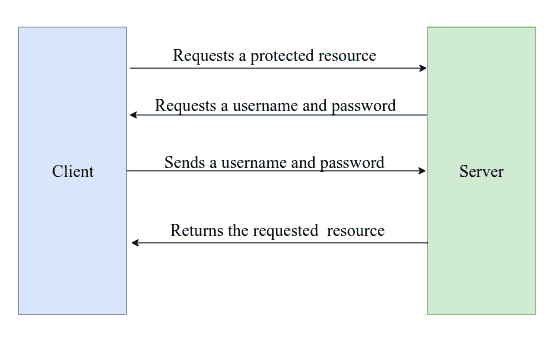 Requests a protected resource
Requests a username and password
Sends a username and password
Client
Server
Returns the requested resource